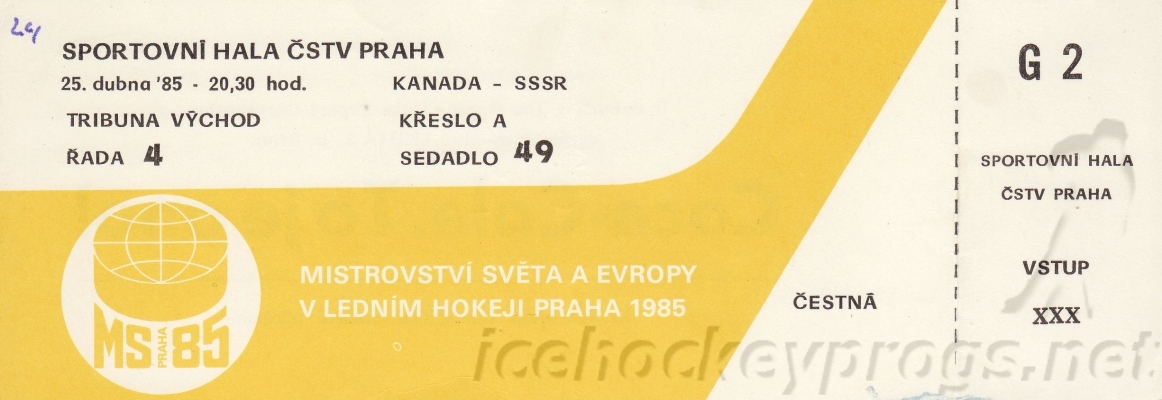 24
SPORTOVNÍ HALA ČSTV PRAHA
25. dubna '85 - 20,30 hod. KANADA – SSSR
TRIBUNA VÝCHOD KŘESLO A
ŘADA 4 SEDADLO 49
MS PRAHA 85
MISTROVSTVÍ SVĚTA A EVROPY
V LEDNÍM HOKEJI PRAHA 1985
ČESTNÁ
G 2
SPORTOVNÍ HALA
ČSTV PRAHA
VSTUP
XXX
icehockeyprogs.net